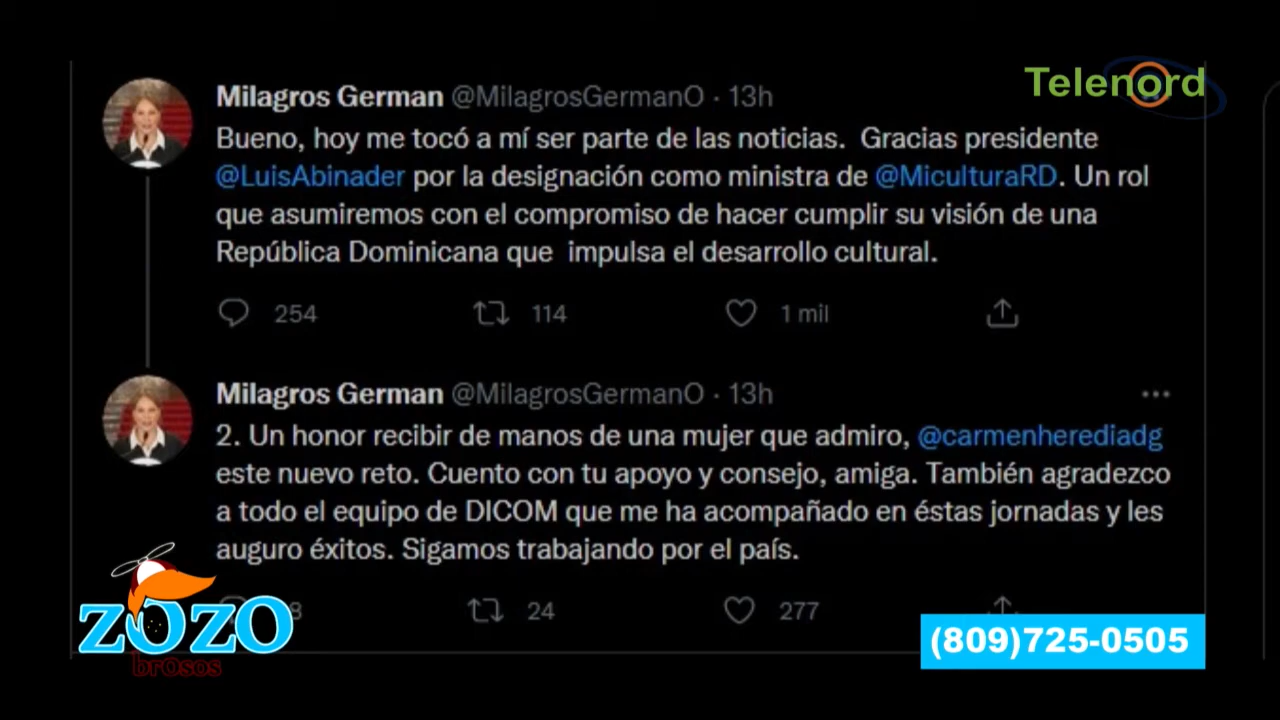 Telenord
Milagros German @MilagrosGermanO · 13h
Bueno, hoy me tocó a mí ser parte de las noticias.  Gracias presidente
@LuisAbinader por la designación como ministra de @MiculturaRD. Un rol
que asumiremos con el compromiso de hacer cumplir su visión de una
República Dominicana que  impulsa el desarrollo cultural.
254 114 1 mil
Milagros German @MilagrosGermanO · 13h
2. Un honor recibir de manos de una mujer que admiro, @carmenherediadg
este nuevo reto. Cuento con tu apoyo y consejo, amiga. También agradezco
a todo el equipo de DICOM que me ha acompañado en éstas jornadas y les
auguro éxitos. Sigamos trabajando por el país.
24 277
ZOZO
brOsos
(809)725-0505